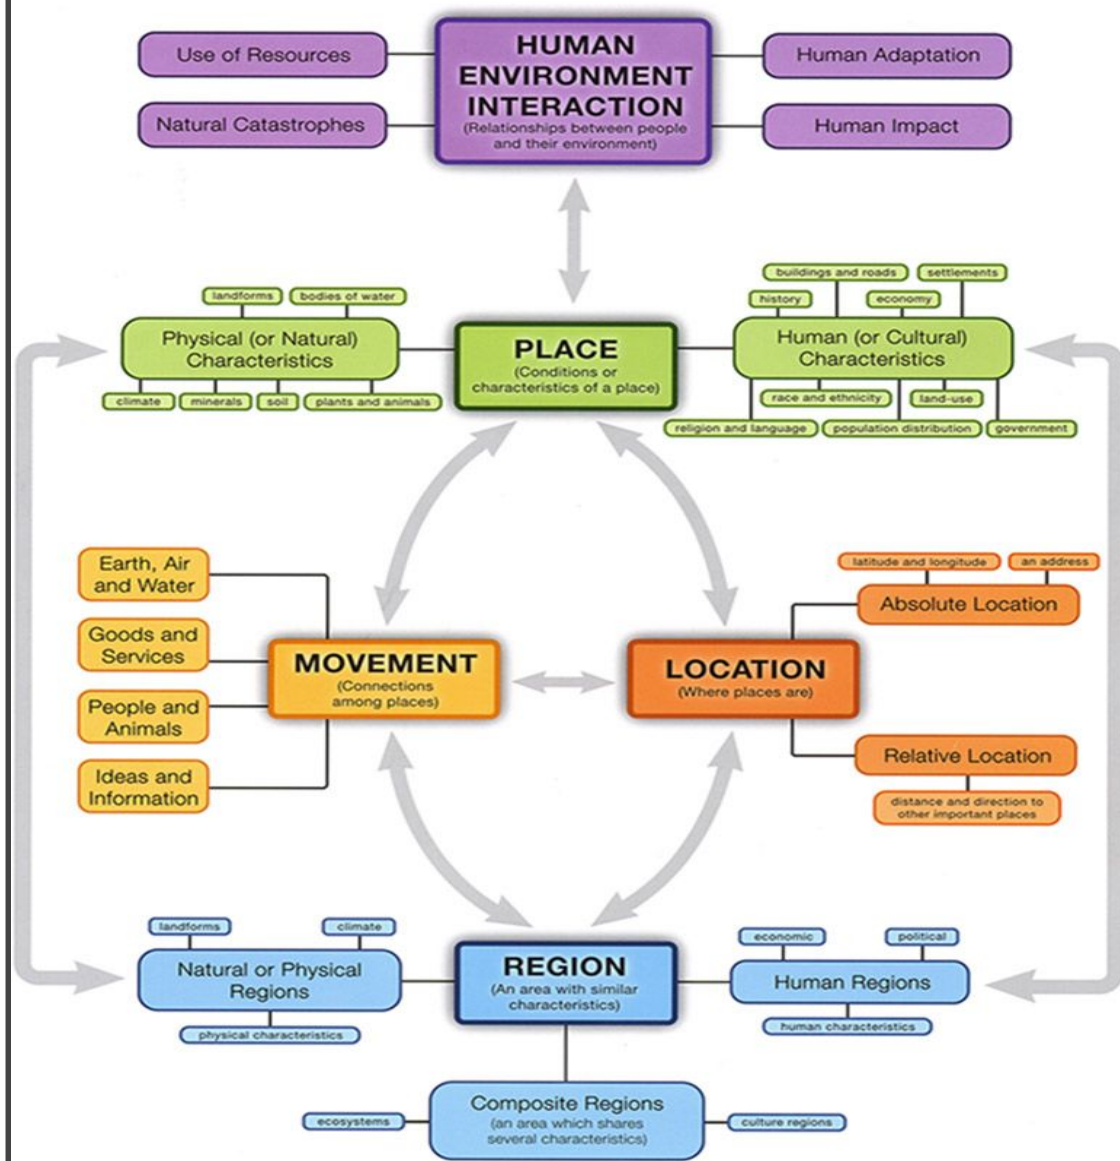 Use of Resources
Natural Catastrophes
HUMAN
ENVIRONMENT
INTERACTION
(Relationships between people
and their environment)
Human Adaptation
Human Impact
landforms
bodies of water
Physical (or Natural)
Characteristics
climate
minerals
soil
plants and animals
PLACE
(Conditions or
characteristics of a place)
buildings and roads
settlements
history
economy
Human (or Cultural)
Characteristics
race and ethnicity
land-use
religion and language
population distribution
government
Earth, Air
and Water
Goods and
Services
People and
Animals
Ideas and
Information
MOVEMENT
(Connections
among places)
LOCATION
(Where places are)
latitude and longitude
an address
Absolute Location
Relative Location
distance and direction to
other important places
landforms
climate
Natural or Physical
Regions
physical characteristics
REGION
(An area with similar
characteristics)
economic
political
Human Regions
human characteristics
ecosystems
Composite Regions
(an area which shares
several characteristics)
culture regions